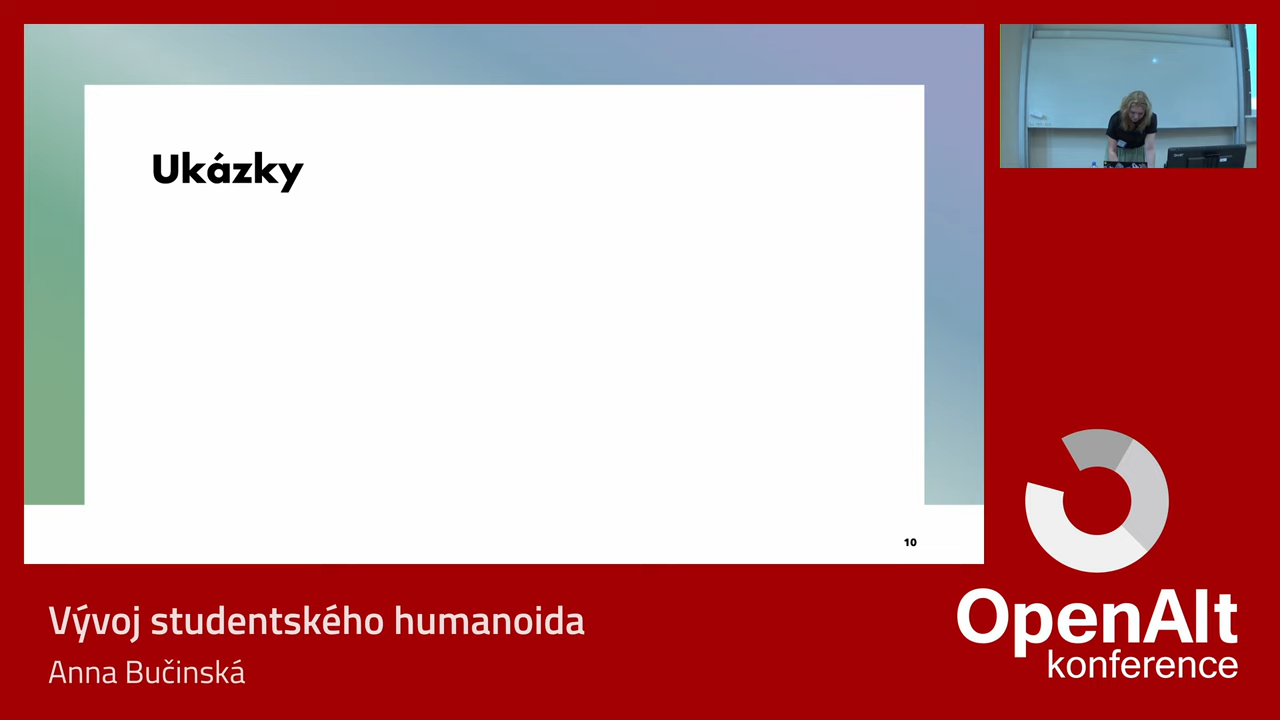 Ukázky
10
Vývoj studentského humanoida
Anna Bučinská
OpenAlt
konference